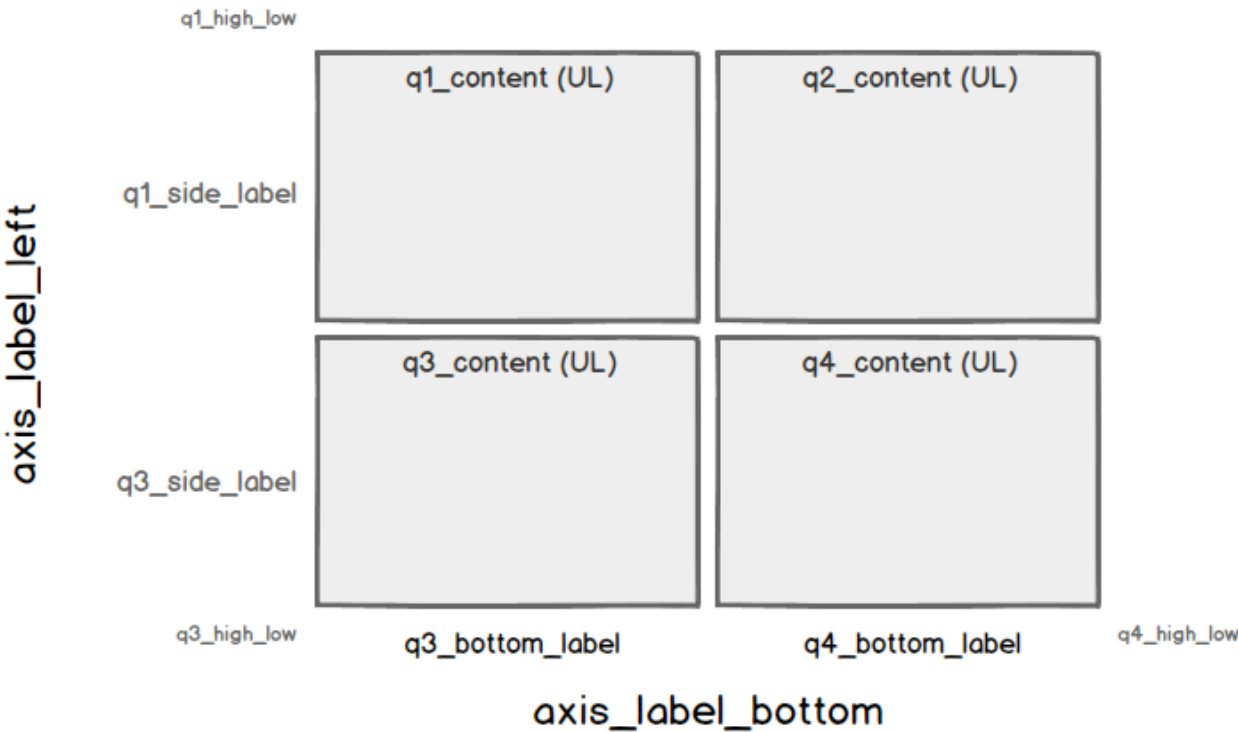 q1_high_low
q1_content (UL)
q2_content (UL)
q1_side_label
axis_label_left
q3_content (UL)
q4_content (UL)
q3_side_label
q3_high_low
q3_bottom_label
q4_bottom_label
q4_high_low
axis_label_bottom